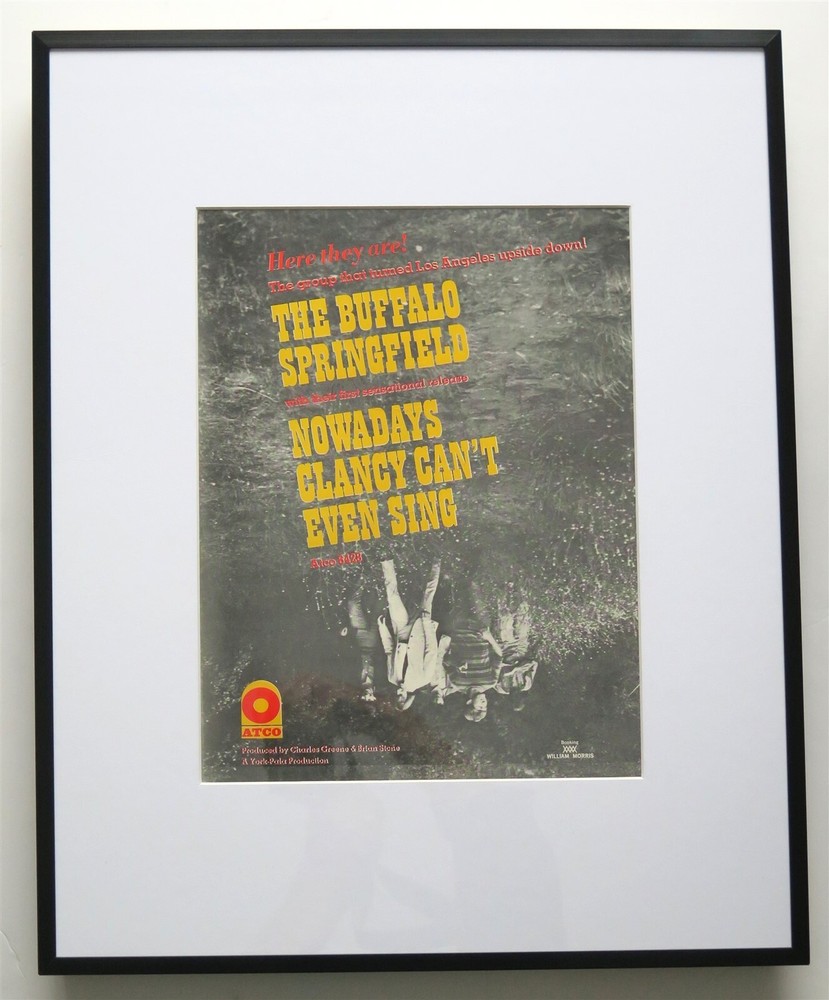 Here they are!
The group that turned Los Angeles upside down!
THE BUFFALO
SPRINGFIELD
with their first sensational release
NOWADAYS
CLANCY CAN'T
EVEN SING
Atco 6428
ATCO
Produced by Charles Greene & Brian Stone
A York-Pala Production
Booking
WILLIAM MORRIS